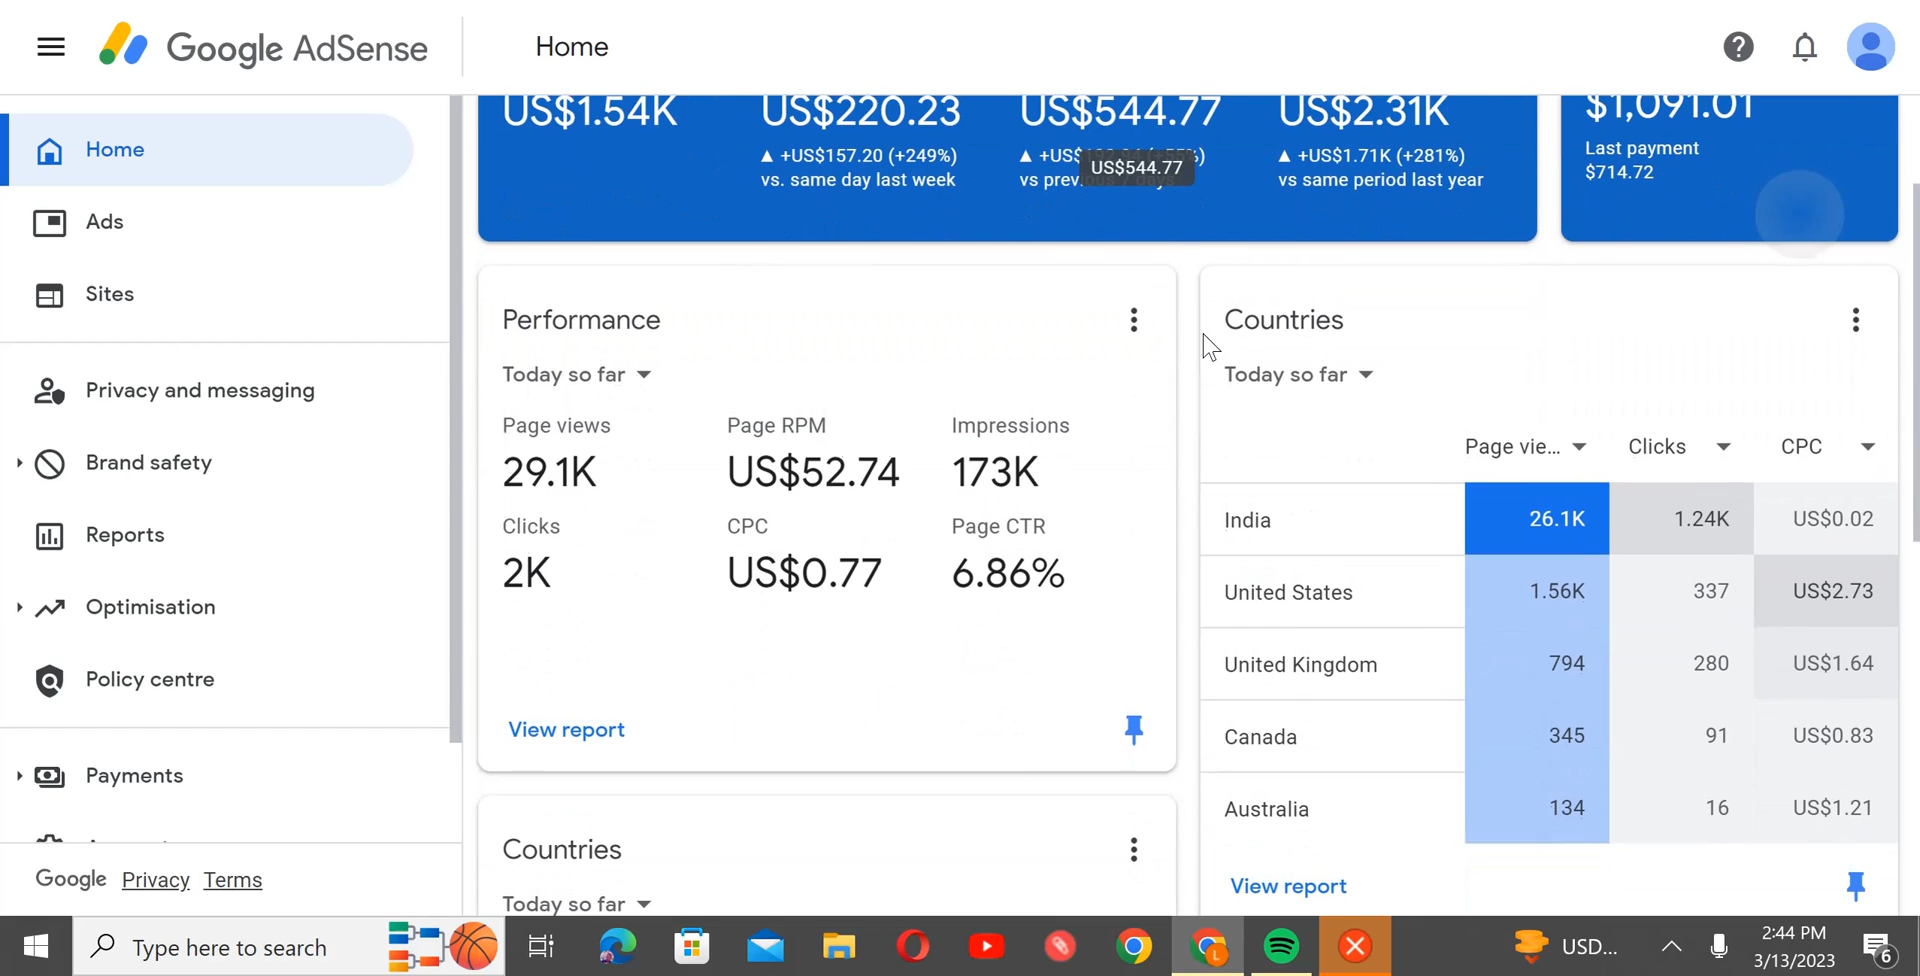 Google AdSense
Home
Home
Ads
Sites
Privacy and messaging
Brand safety
Reports
Optimisation
Policy centre
Payments
Google Privacy Terms
US$1.54K
US$220.23
+US$157.20 (+249%)
vs. same day last week
US$544.77
US$544.77
US$2.31K
+US$1.71K (+281%)
vs same period last year
$1,091.01
Last payment
$714.72
Performance
Today so far
Page views
29.1K
Page RPM
US$52.74
Impressions
173K
Clicks
2K
CPC
US$0.77
Page CTR
6.86%
View report
Countries
Today so far
Countries
Today so far
Page vie... Clicks CPC
India 26.1K 1.24K US$0.02
United States 1.56K 337 US$2.73
United Kingdom 794 280 US$1.64
Canada 345 91 US$0.83
Australia 134 16 US$1.21
View report
Type here to search
L
USD...
2:44 PM
3/13/2023
6